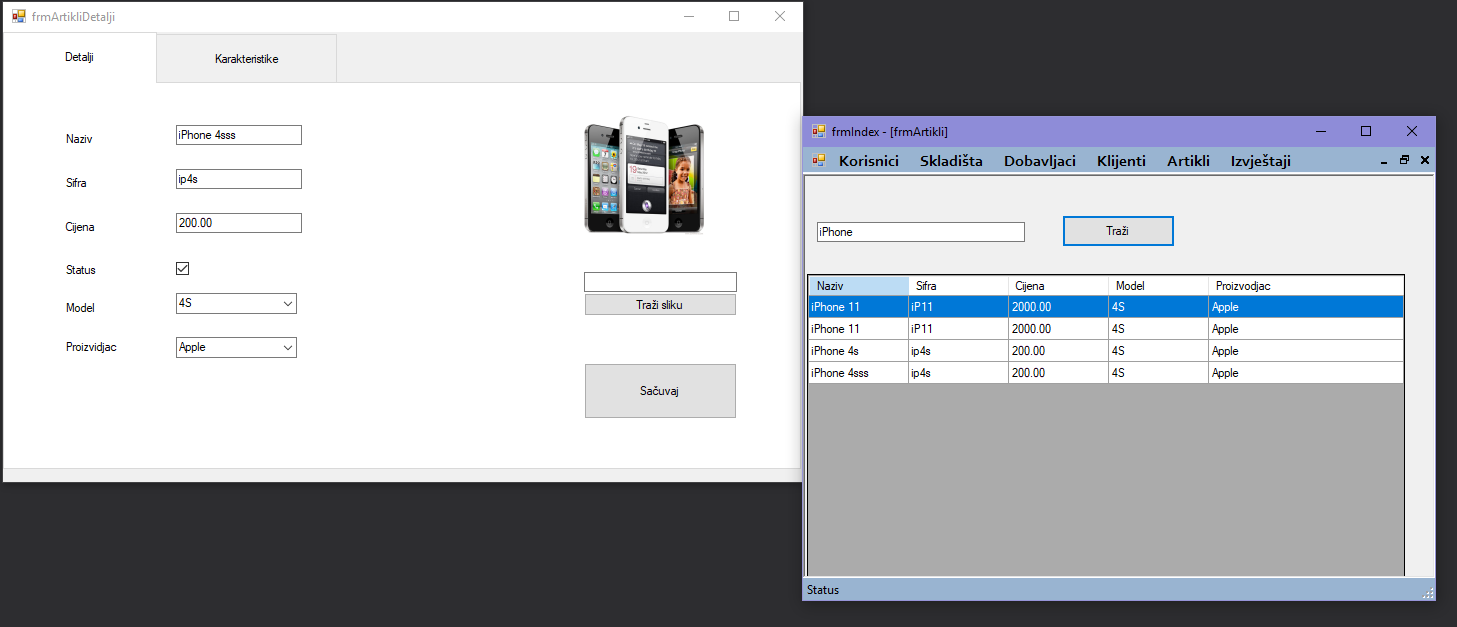 frmArtikliDetalji
Detalji
Karakteristike
Naziv
iPhone 4sss
Sifra
ip4s
Cijena
200.00
Status
Model
4S
Proizvidjac
Apple
Traži sliku
Sačuvaj
frmIndex - [frmArtikli]
Korisnici Skladišta Dobavljaci Klijenti Artikli Izvještaji
iPhone
Traži
Naziv Sifra Cijena Model Proizvodjac
iPhone 11 iP11 2000.00 4S Apple
iPhone 11 iP11 2000.00 4S Apple
iPhone 4s ip4s 200.00 4S Apple
iPhone 4sss ip4s 200.00 4S Apple
Status